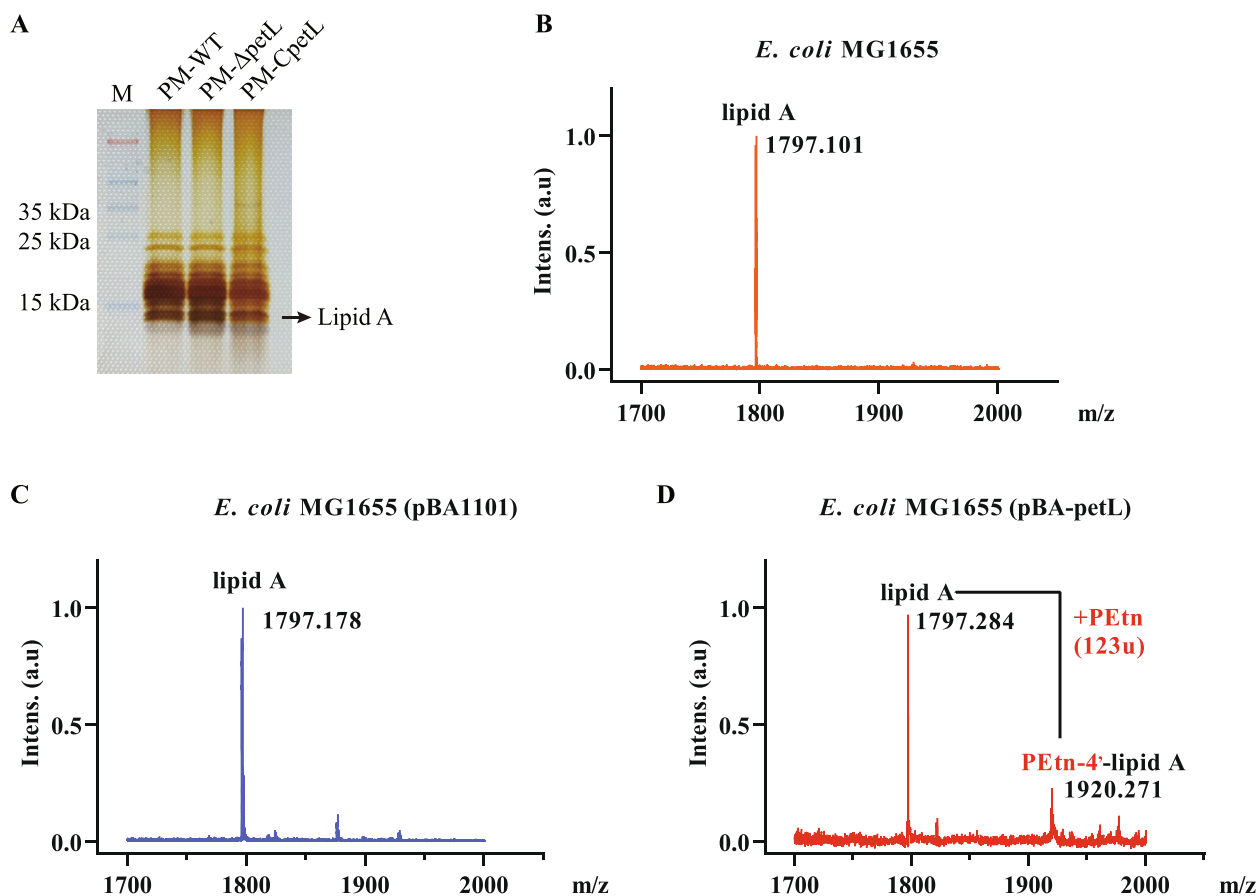 A
M
PM-WT
PM-ΔpetL
PM-CpetL
35 kDa
25 kDa
15 kDa
Lipid A
B
E. coli MG1655
lipid A
1797.101
Intens. (a.u)
1.0
0.5
0.0
1700 1800 1900 2000 m/z
C
E. coli MG1655 (pBA1101)
lipid A
1797.178
Intens. (a.u)
1.0
0.5
0.0
1700 1800 1900 2000 m/z
D
E. coli MG1655 (pBA-petL)
lipid A
1797.284
+PEtn
(123u)
PEtn-4’-lipid A
1920.271
Intens. (a.u)
1.0
0.5
0.0
1700 1800 1900 2000 m/z